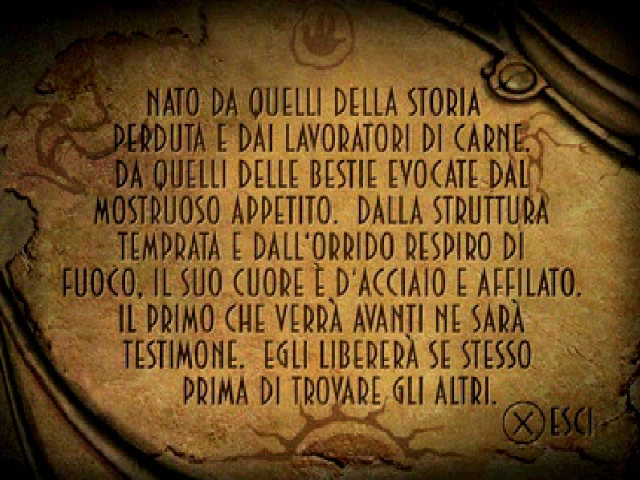 NATO DA QUELLI DELLA STORIA
PERDUTA E DAI LAVORATORI DI CARNE.
DA QUELLI DELLE BESTIE EVOCATE DAL
MOSTRUOSO APPETITO. DALLA STRUTTURA
TEMPRATA E DALL'ORRIDO RESPIRO DI
FUOCO, IL SUO CUORE È D'ACCIAIO E AFFILATO.
IL PRIMO CHE VERRÀ AVANTI NE SARÀ
TESTIMONE. EGLI LIBERERÀ SE STESSO
PRIMA DI TROVARE GLI ALTRI.
X ESCI